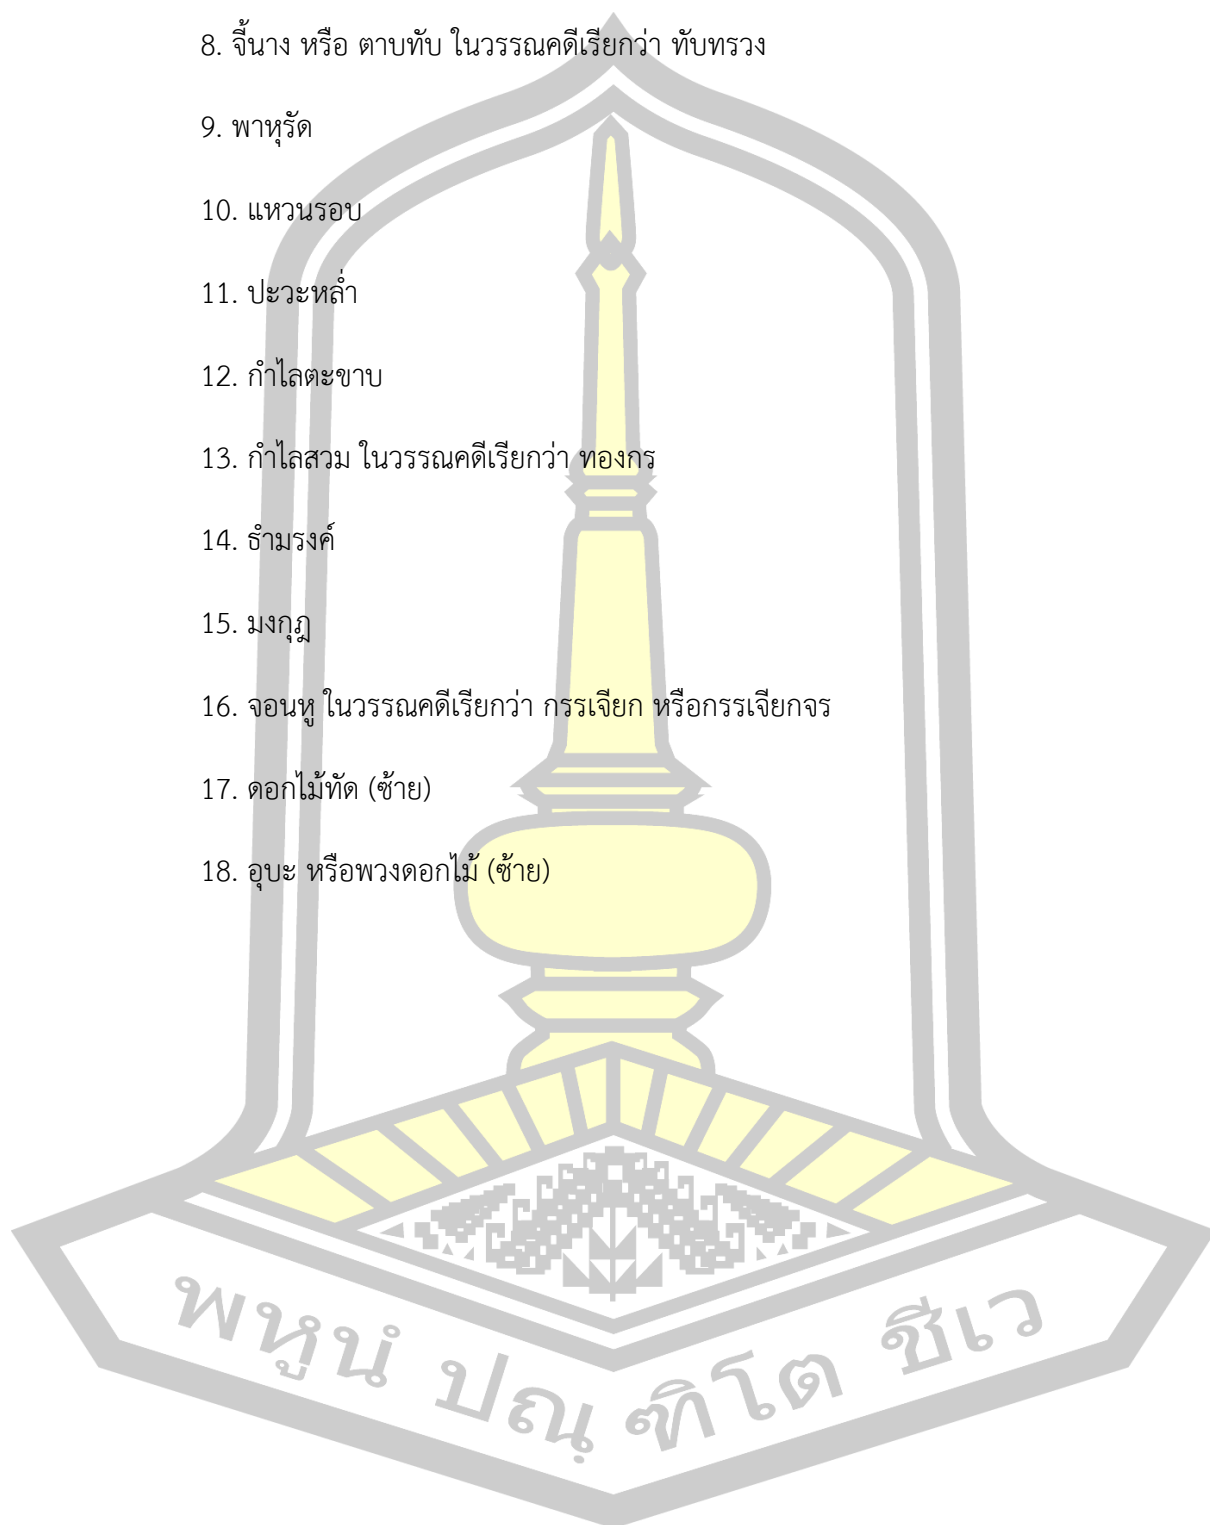 8. จี้นาง หรือ ตาบทับ ในวรรณคดีเรียกว่า ทับทรวง
9. พาหุรัด
10. แหวนรอบ
11. ปะวะหล่ำ
12. กำไลตะขาบ
13. กำไลสวม ในวรรณคดีเรียกว่า ทองกร
14. ธำมรงค์
15. มงกุฎ
16. จอนหู ในวรรณคดีเรียกว่า กรรเจียก หรือกรรเจียกจร
17. ดอกไม้ทัด (ซ้าย)
18. อุบะ หรือพวงดอกไม้ (ซ้าย)
พหูนํ ปณฺฑิโต ชีเว